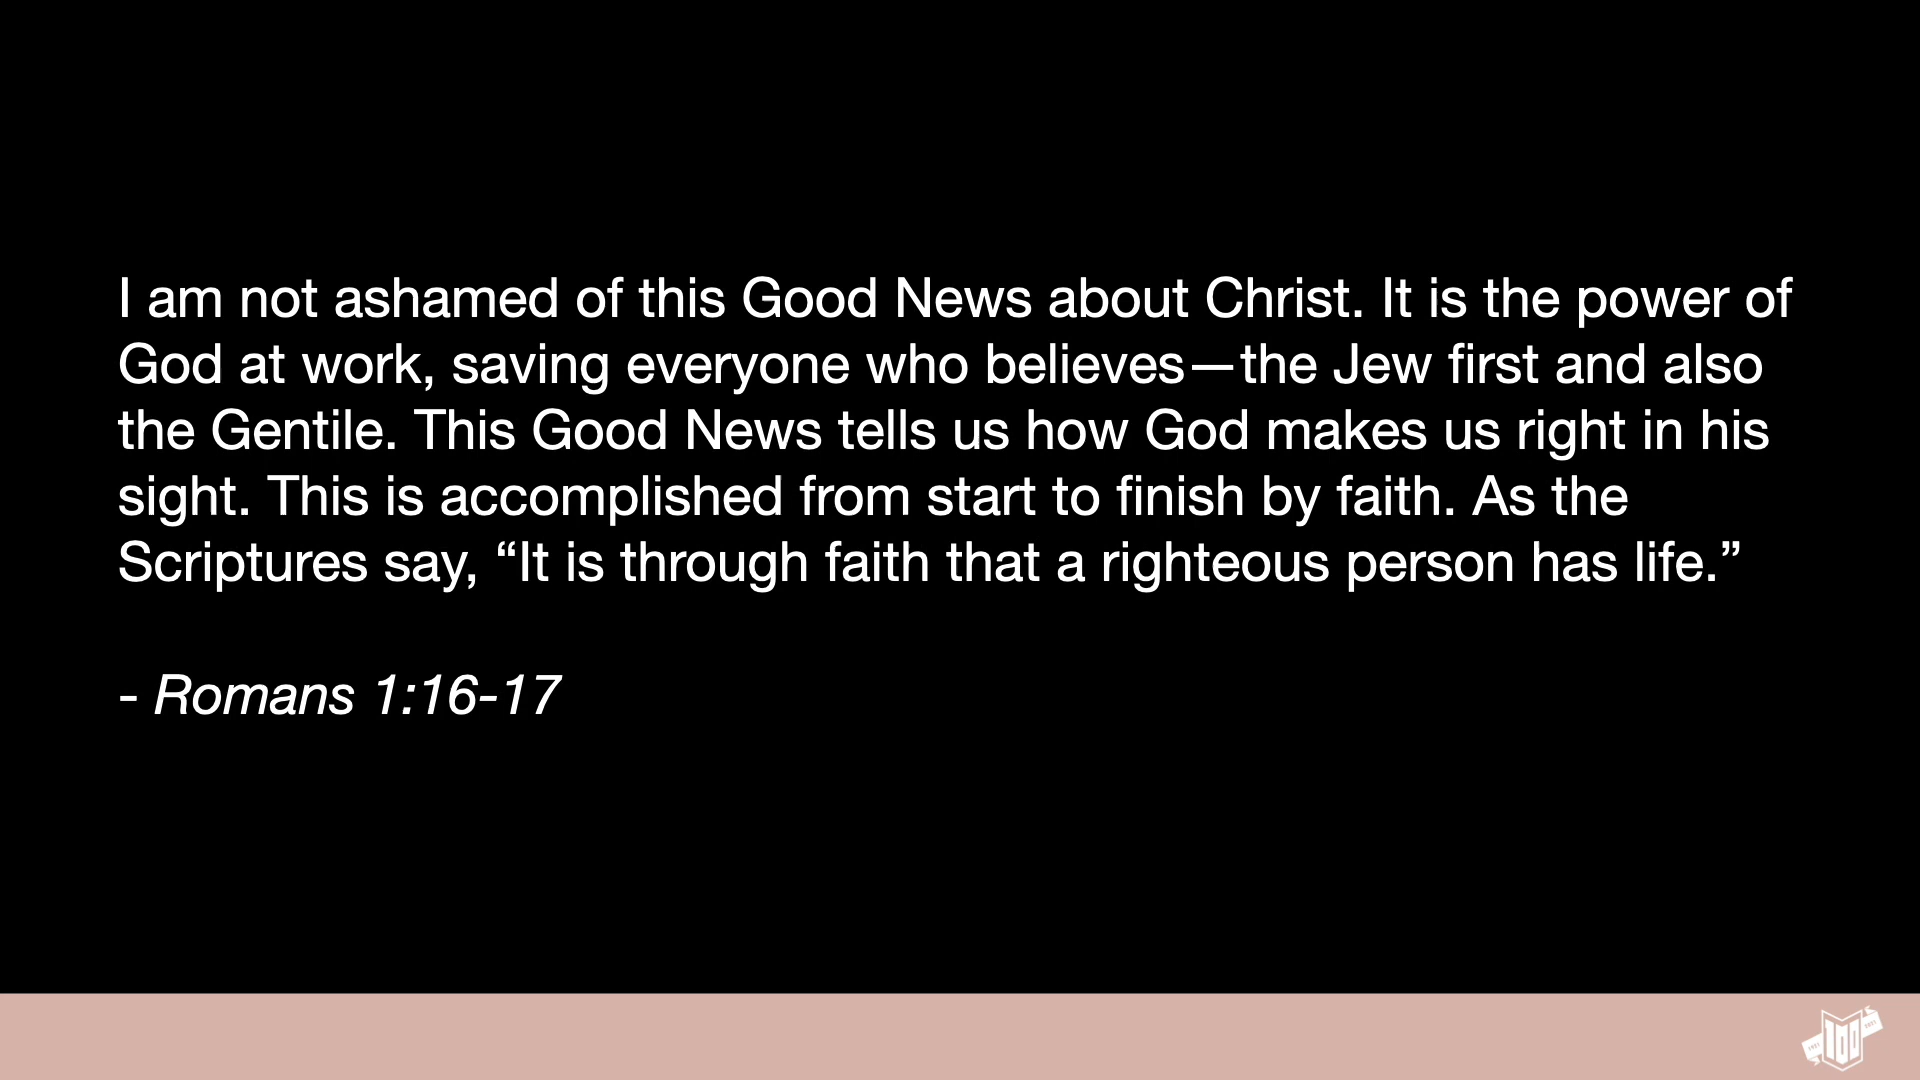 I am not ashamed of this Good News about Christ. It is the power of
God at work, saving everyone who believes—the Jew first and also
the Gentile. This Good News tells us how God makes us right in his
sight. This is accomplished from start to finish by faith. As the
Scriptures say, “It is through faith that a righteous person has life.”
- Romans 1:16-17
1921 100 2021